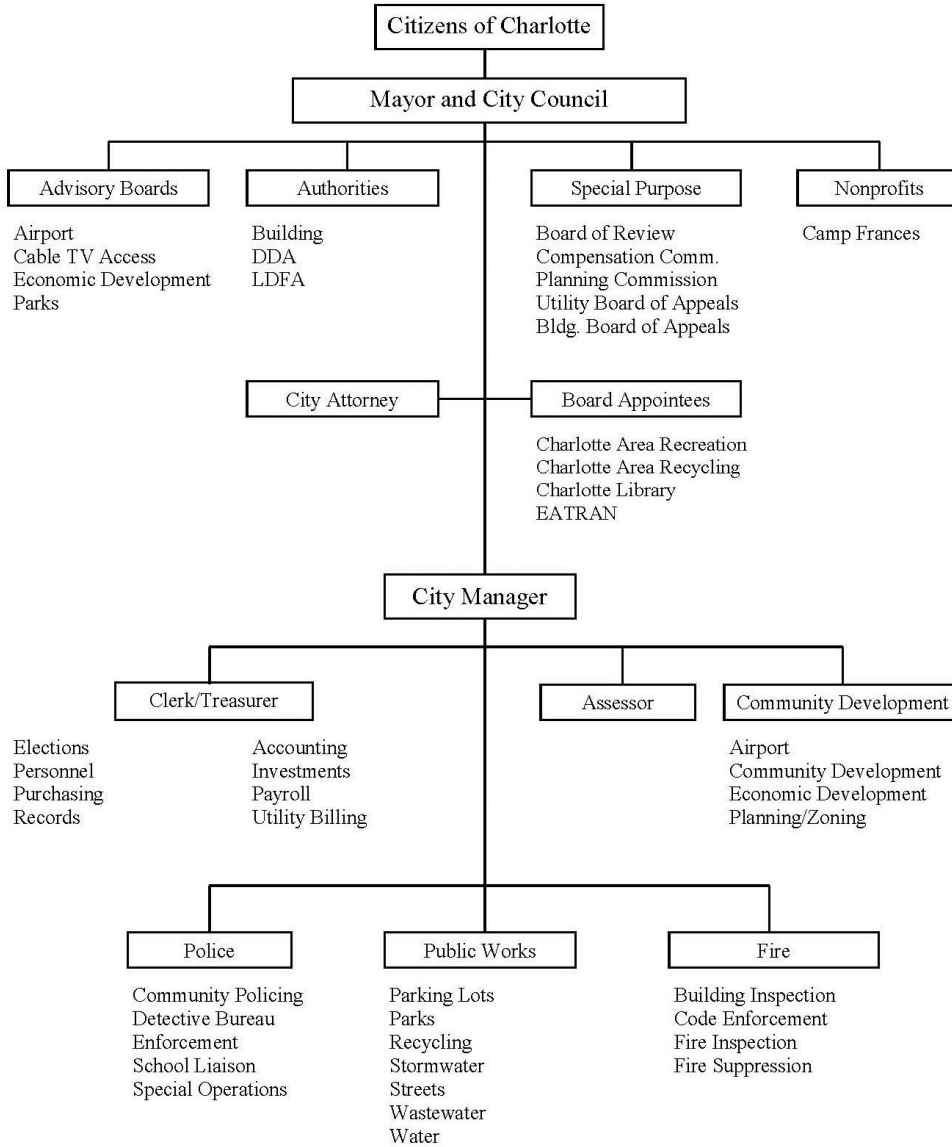 Citizens of Charlotte
Mayor and City Council
Advisory Boards
Airport
Cable TV Access
Economic Development
Parks
Authorities
Building
DDA
LDFA
Special Purpose
Board of Review
Compensation Comm.
Planning Commission
Utility Board of Appeals
Bldg. Board of Appeals
Nonprofits
Camp Frances
City Attorney
Board Appointees
Charlotte Area Recreation
Charlotte Area Recycling
Charlotte Library
EATRAN
City Manager
Clerk/Treasurer
Elections
Personnel
Purchasing
Records
Accounting
Investments
Payroll
Utility Billing
Assessor
Community Development
Airport
Community Development
Economic Development
Planning/Zoning
Police
Community Policing
Detective Bureau
Enforcement
School Liaison
Special Operations
Public Works
Parking Lots
Parks
Recycling
Stormwater
Streets
Wastewater
Water
Fire
Building Inspection
Code Enforcement
Fire Inspection
Fire Suppression